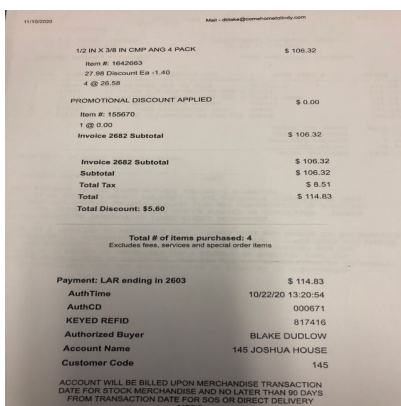 11/10/2020 Mail - dblake@comehometoindy.com
1/2 IN X 3/8 IN CMP ANG 4 PACK $ 106.32
Item #: 1642663
27.98 Discount Ea -1.40
4 @ 26.58
PROMOTIONAL DISCOUNT APPLIED $ 0.00
Item #: 155670
1 @ 0.00
Invoice 2682 Subtotal $ 106.32
Invoice 2682 Subtotal $ 106.32
Subtotal $ 106.32
Total Tax $ 8.51
Total $ 114.83
Total Discount: $5.60
Total # of items purchased: 4
Excludes fees, services and special order items
Payment: LAR ending in 2603 $ 114.83
AuthTime 10/22/20 13:20:54
AuthCD 000671
KEYED REFID 817416
Authorized Buyer BLAKE DUDLOW
Account Name 145 JOSHUA HOUSE
Customer Code 145
ACCOUNT WILL BE BILLED UPON MERCHANDISE TRANSACTION
DATE FOR STOCK MERCHANDISE AND NO LATER THAN 90 DAYS
FROM TRANSACTION DATE FOR SOS OR DIRECT DELIVERY